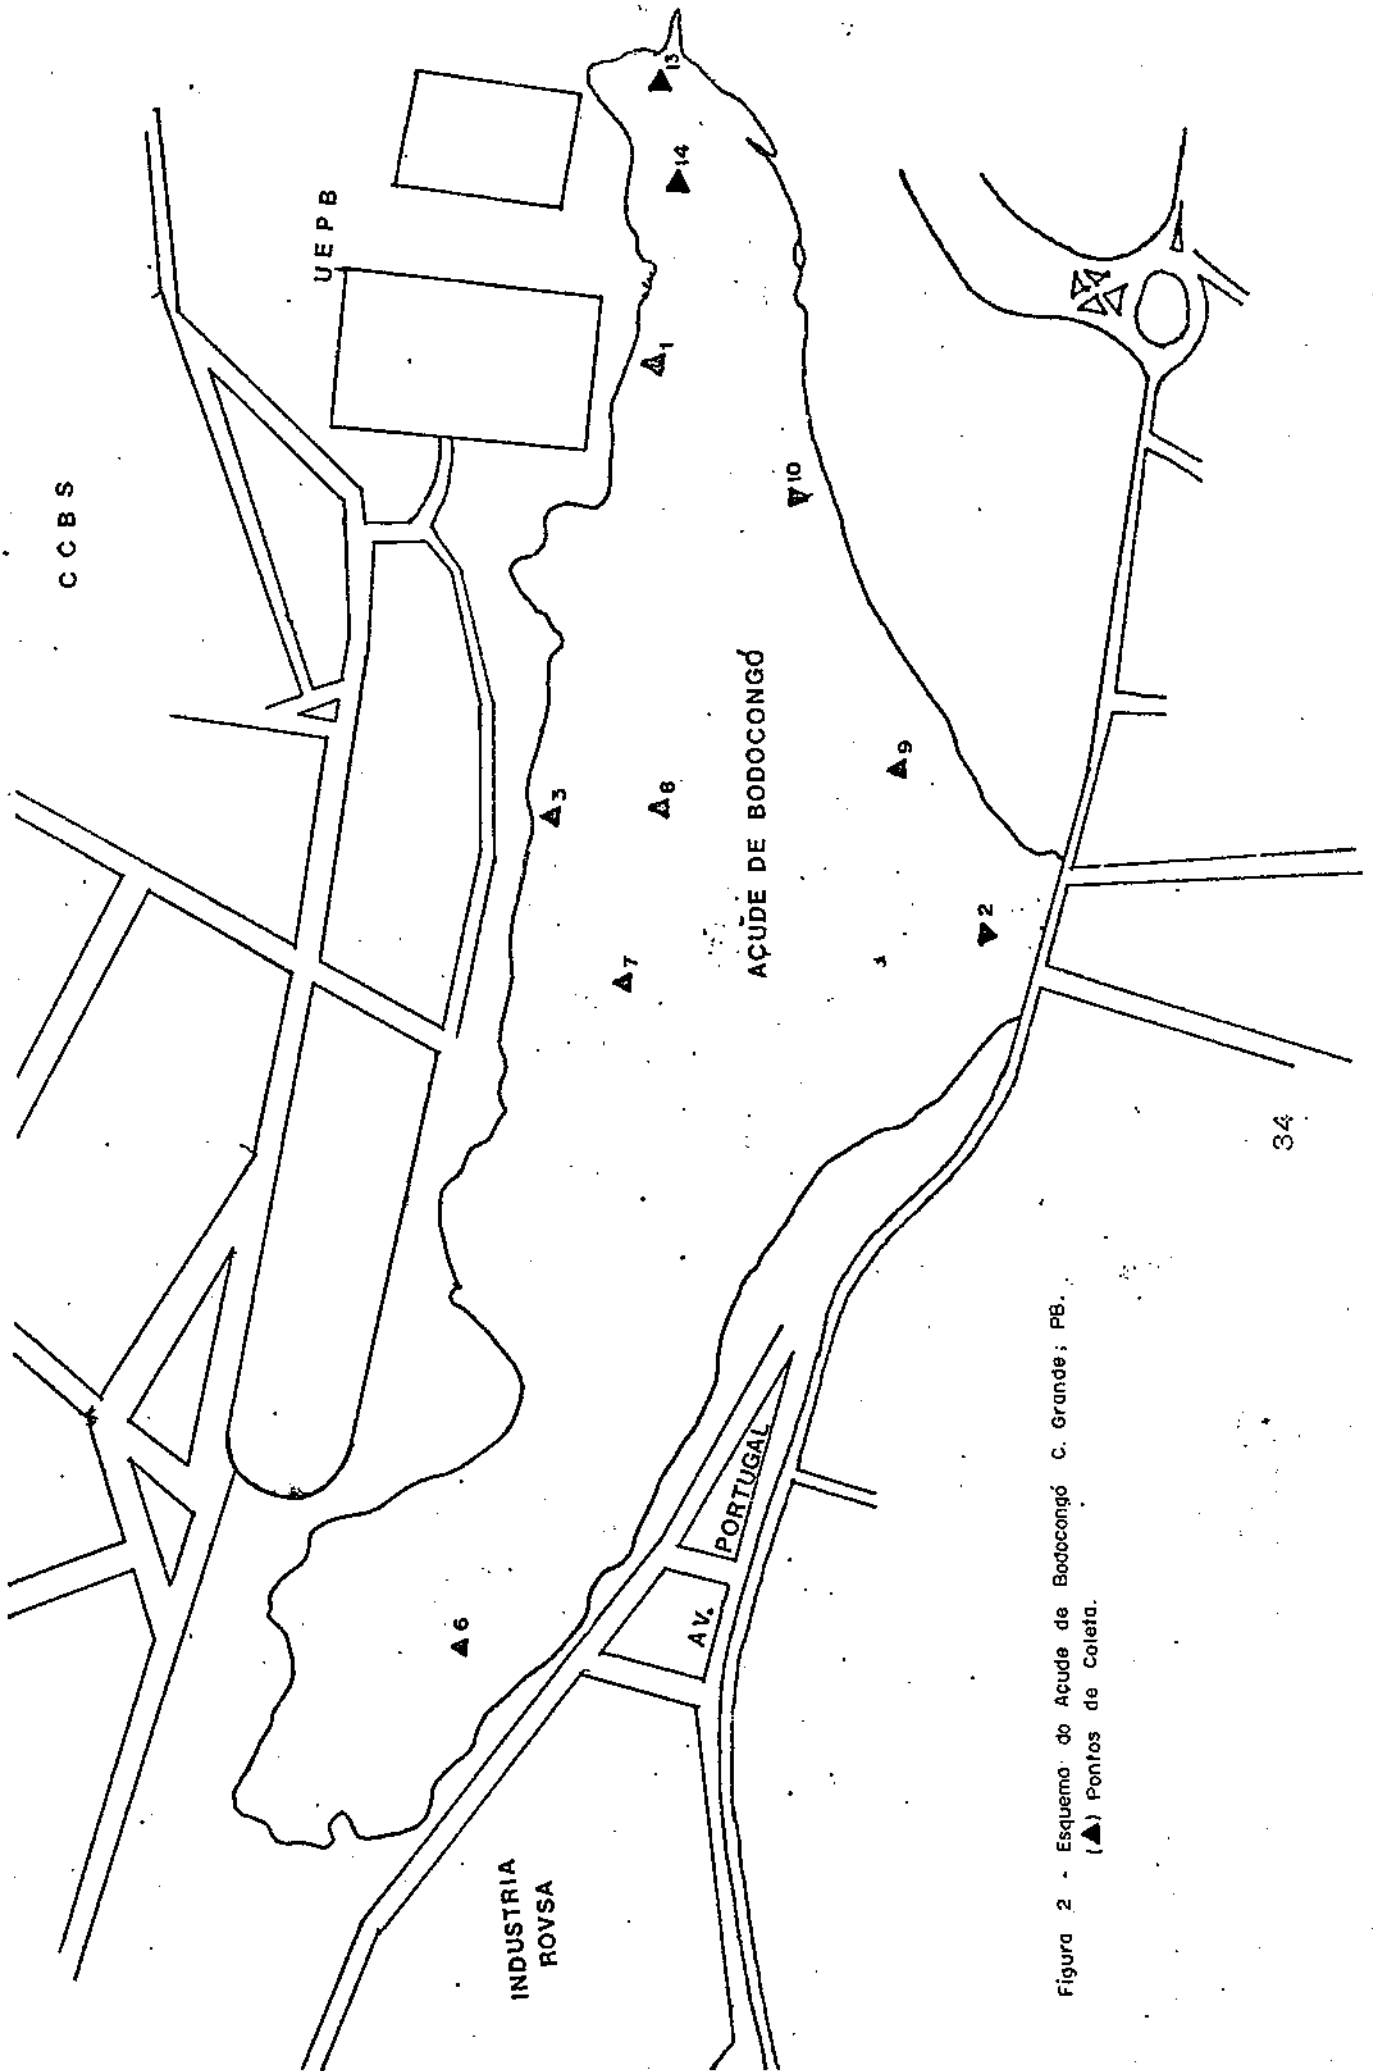 C C B S
U E P B
13
14
1
10
3
8
9
AÇUDE DE BODOCONGÓ
7
2
6
AV. PORTUGAL
INDUSTRIA
ROVSA
Figura 2 - Esquema do Açude de Bodocongó C. Grande; PB.
(▲) Pontos de Coleta.
34